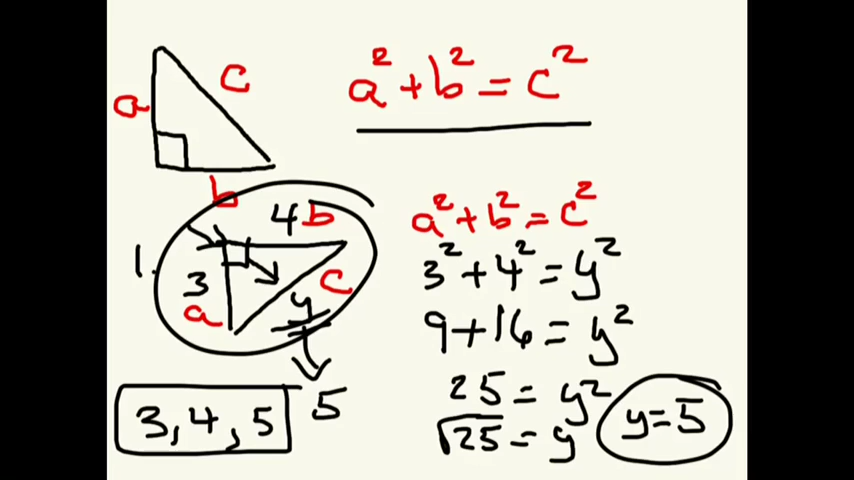 a c
a² + b² = c²
b
1. 4 b
3 c
a y
5
3, 4, 5
a² + b² = c²
3² + 4² = y²
9 + 16 = y²
25 = y²
√25 = y
y = 5